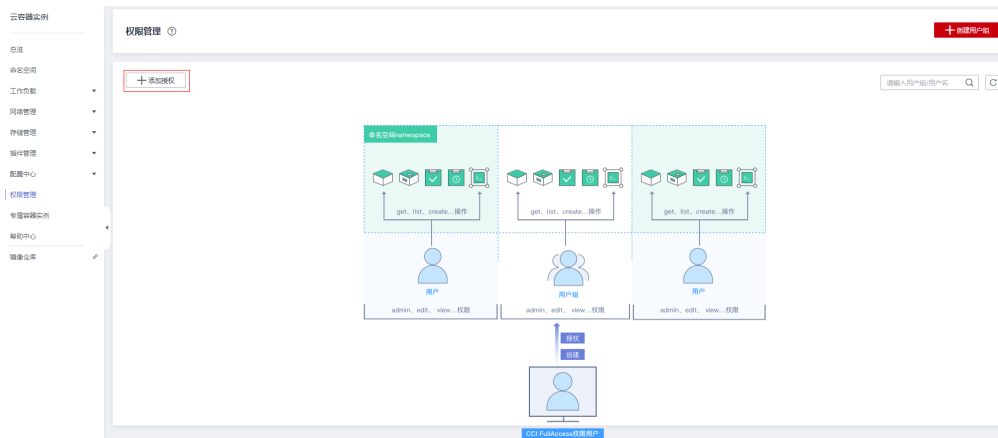 云容器实例
总览
命名空间
工作负载
网络管理
存储管理
插件管理
配置中心
权限管理
专属容器实例
帮助中心
镜像仓库
权限管理
创建用户组
添加授权
请输入用户组/用户名
命名空间namespace
get、list、create...操作
get、list、create...操作
get、list、create...操作
用户
用户组
用户
admin、edit、view...权限
admin、edit、view...权限
admin、edit、view...权限
授权
创建
CCI FullAccess权限用户